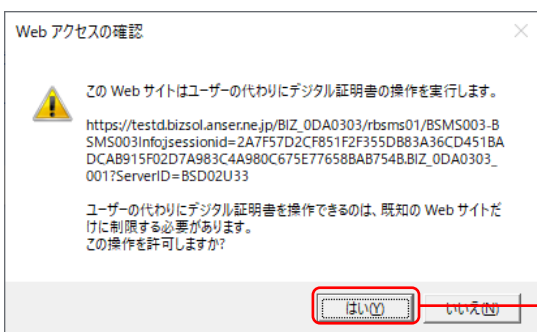 Web アクセスの確認
この Web サイトはユーザーの代わりにデジタル証明書の操作を実行します。
https://testd.bizsol.anser.ne.jp/BIZ_0DA0303/rbsms01/BSMS003-B
SMS003Info;jsessionid=2A7F57D2CF851F2F355DB83A36CD451BA
DCAB915F02D7A983C4A980C675E77658BAB754B.BIZ_0DA0303_
001?ServerID=BSD02U33
ユーザーの代わりにデジタル証明書を操作できるのは、既知の Web サイトだ
けに制限する必要があります。
この操作を許可しますか?
はい(Y)
いいえ(N)